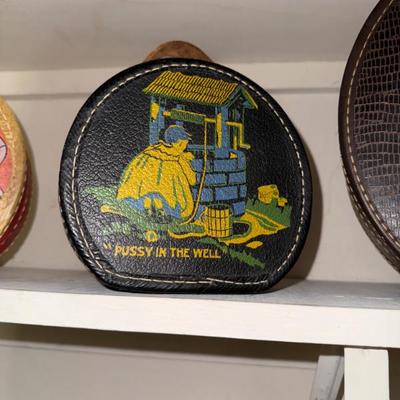 "PUSSY IN THE WELL"